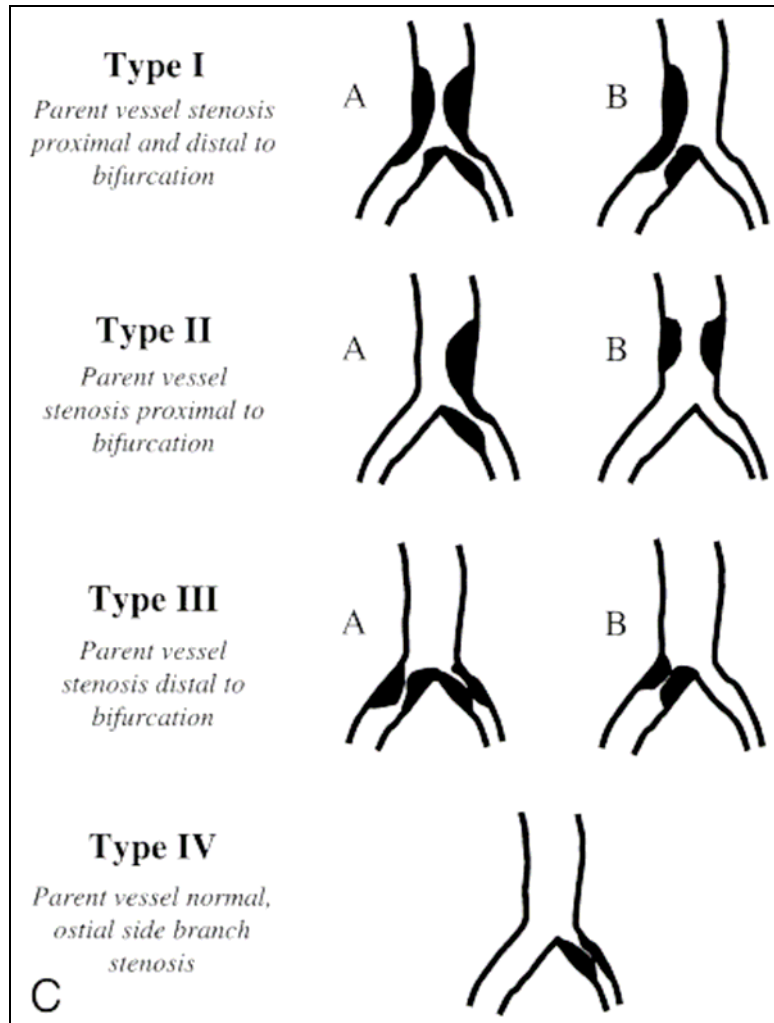 Type I
Parent vessel stenosis
proximal and distal to
bifurcation
A
B
Type II
Parent vessel
stenosis proximal to
bifurcation
A
B
Type III
Parent vessel
stenosis distal to
bifurcation
A
B
Type IV
Parent vessel normal,
ostial side branch
stenosis
C